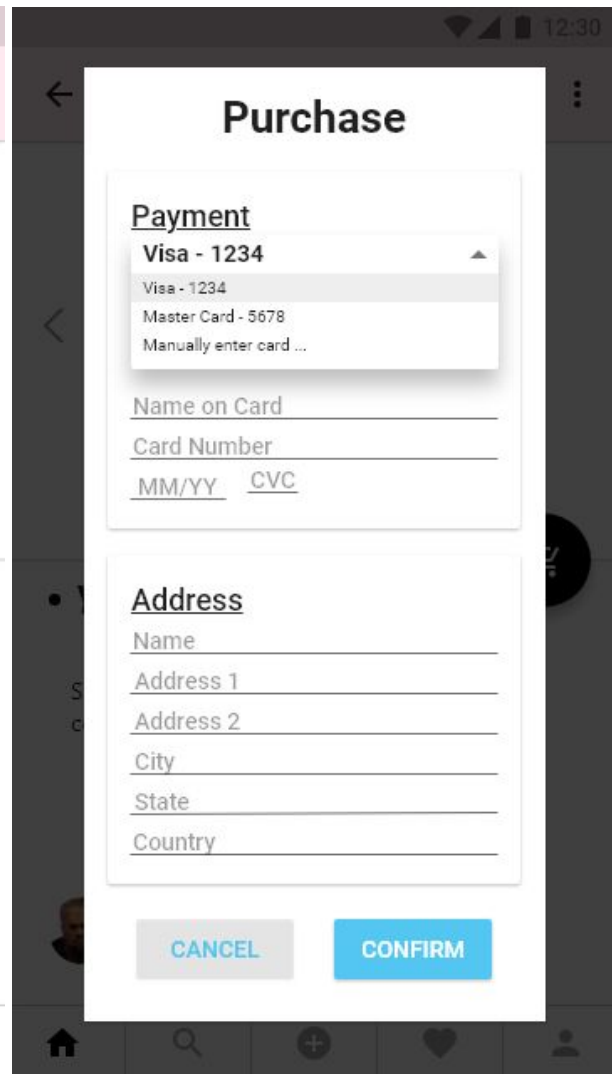 12:30
Purchase
Payment
Visa - 1234
Visa - 1234
Master Card - 5678
Manually enter card ...
Name on Card
Card Number
MM/YY CVC
Address
Name
Address 1
Address 2
City
State
Country
CANCEL CONFIRM